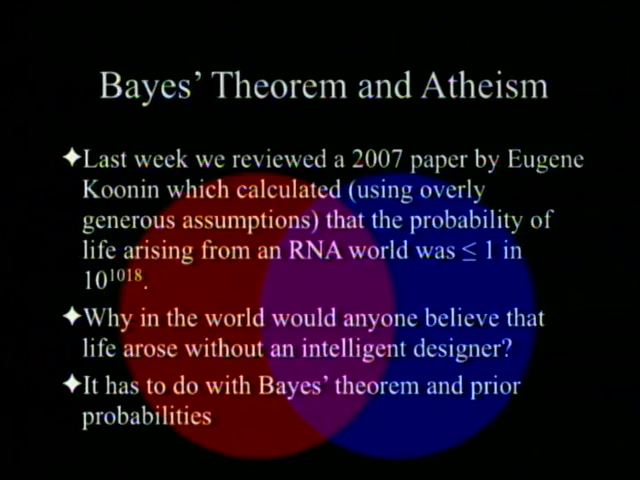 Bayes' Theorem and Atheism
✦Last week we reviewed a 2007 paper by Eugene
Koonin which calculated (using overly
generous assumptions) that the probability of
life arising from an RNA world was ≤ 1 in
10¹⁰¹⁸.
✦Why in the world would anyone believe that
life arose without an intelligent designer?
✦It has to do with Bayes' theorem and prior
probabilities